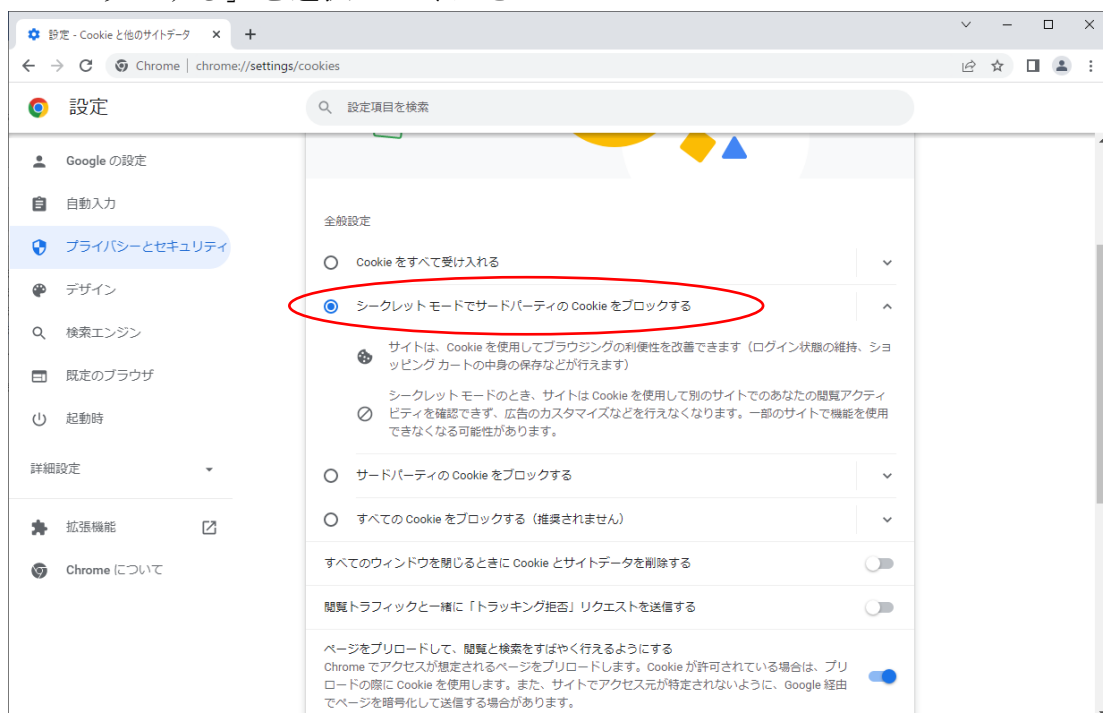 設定 - Cookie と他のサイトデータ
Chrome | chrome://settings/cookies
設定
設定項目を検索
Google の設定
自動入力
プライバシーとセキュリティ
デザイン
検索エンジン
既定のブラウザ
起動時
詳細設定
拡張機能
Chrome について
全般設定
Cookie をすべて受け入れる
シークレット モードでサードパーティの Cookie をブロックする
サイトは、Cookie を使用してブラウジングの利便性を改善できます（ログイン状態の維持、ショ
ッピング カートの中身の保存などが行えます）
シークレット モードのとき、サイトは Cookie を使用して別のサイトでのあなたの閲覧アクティ
ビティを確認できず、広告のカスタマイズなどを行えなくなります。一部のサイトで機能を使用
できなくなる可能性があります。
サードパーティの Cookie をブロックする
すべての Cookie をブロックする（推奨されません）
すべてのウィンドウを閉じるときに Cookie とサイトデータを削除する
閲覧トラフィックと一緒に「トラッキング拒否」リクエストを送信する
ページをプリロードして、閲覧と検索をすばやく行えるようにする
Chrome でアクセスが想定されるページをプリロードします。Cookie が許可されている場合は、プリ
ロードの際に Cookie を使用します。また、サイトでアクセス元が特定されないように、Google 経由
でページを暗号化して送信する場合があります。